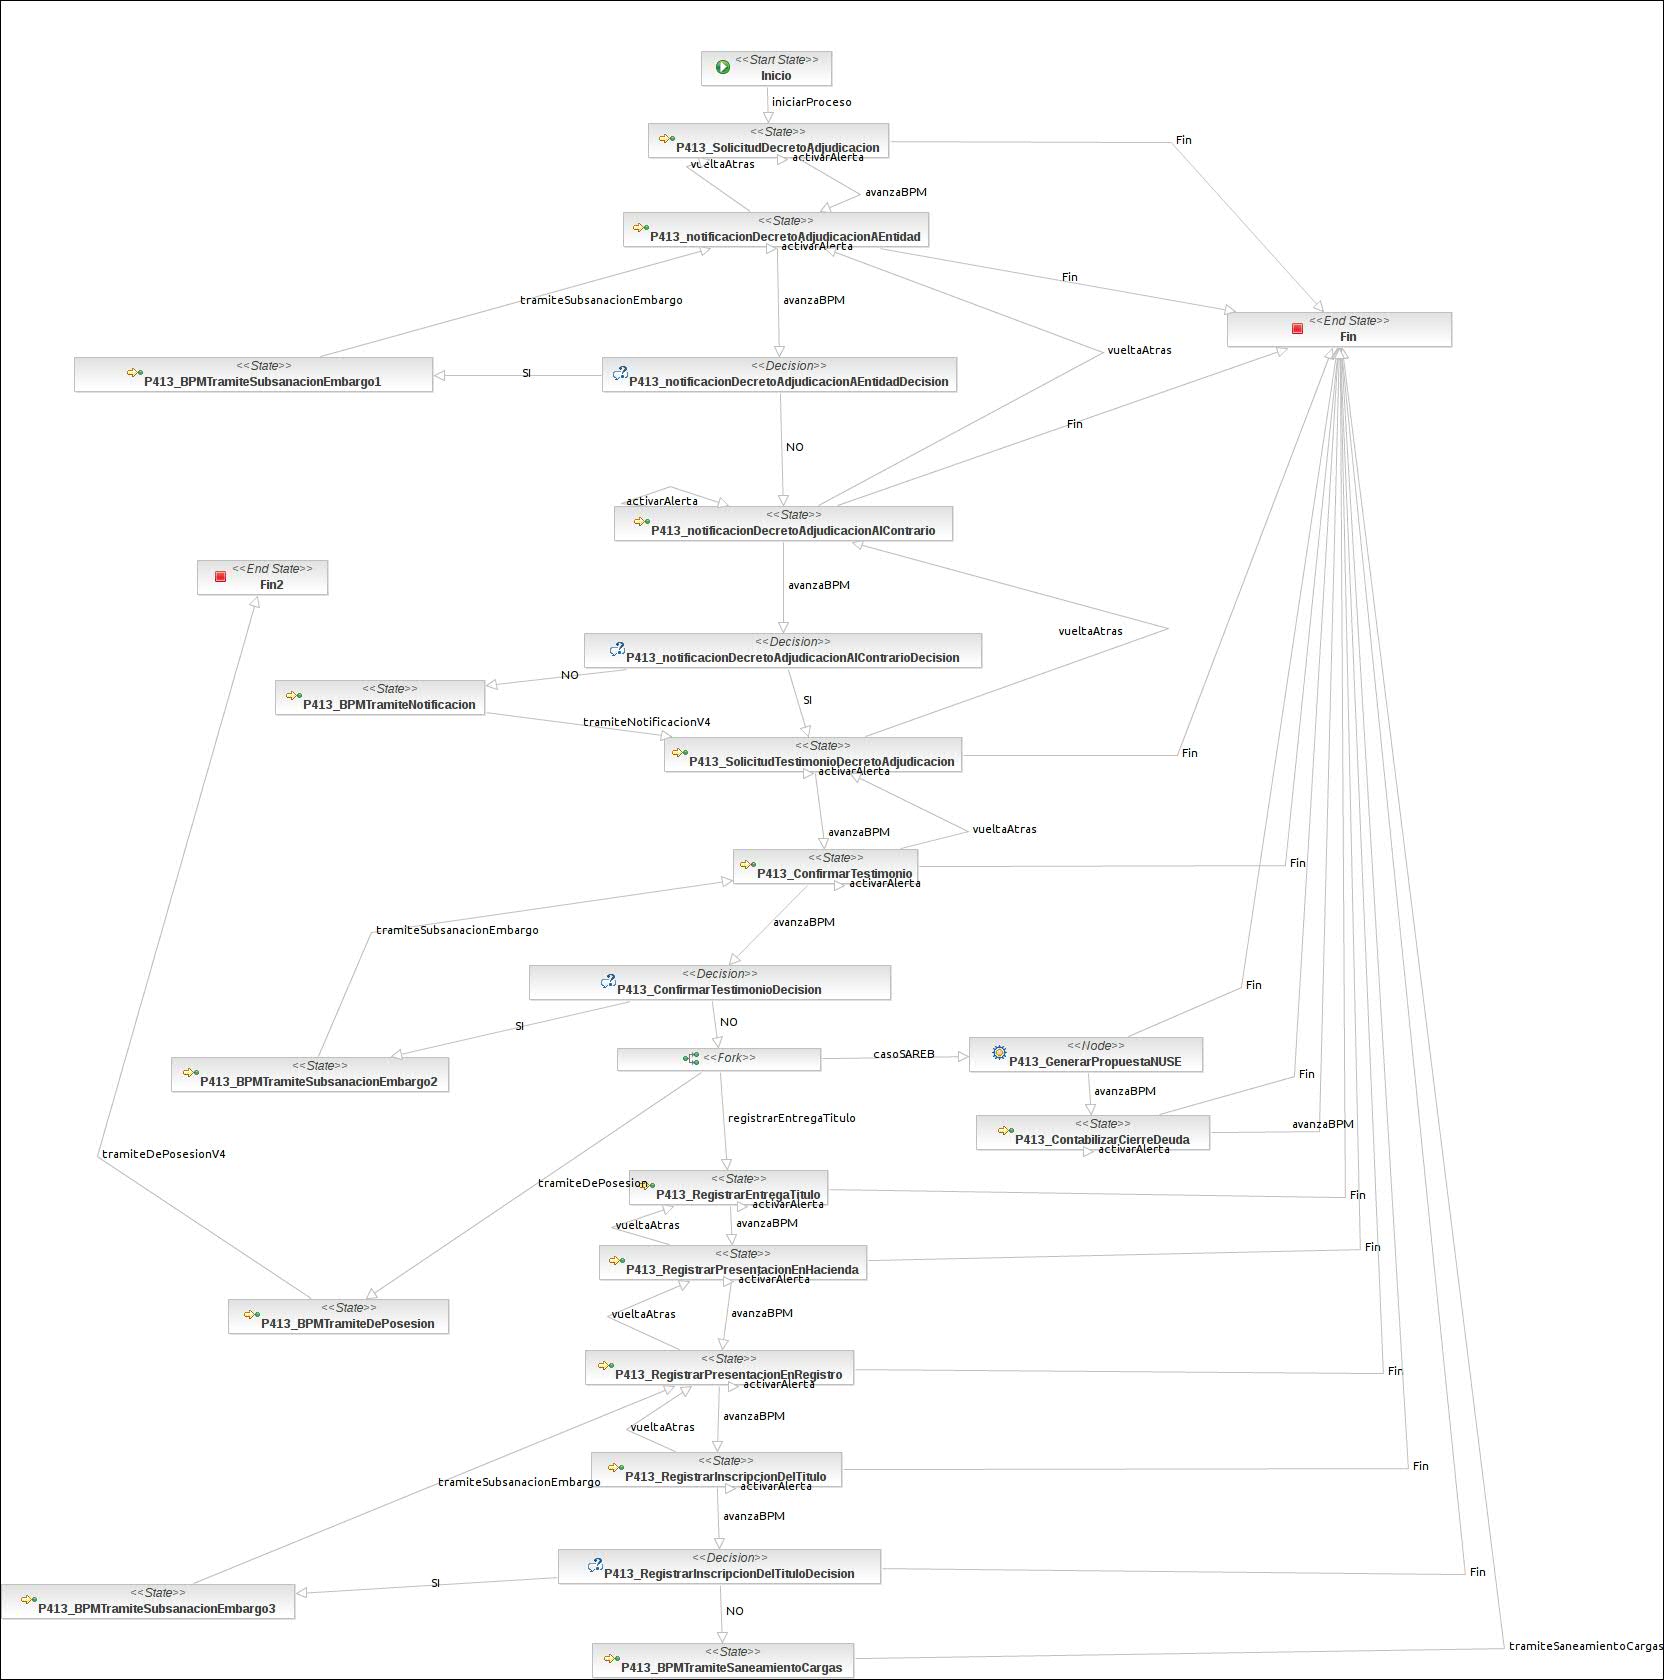 <<Start State>>
Inicio
iniciarProceso
<<State>>
P413_SolicitudDecretoAdjudicacion
Fin
activarAlerta
vueltaAtras
avanzaBPM
<<State>>
P413_notificacionDecretoAdjudicacionAEntidad
activarAlerta
Fin
tramiteSubsanacionEmbargo
avanzaBPM
<<End State>>
Fin
vueltaAtras
<<State>>
P413_BPMTramiteSubsanacionEmbargo1
SI
<<Decision>>
P413_notificacionDecretoAdjudicacionAEntidadDecision
Fin
NO
activarAlerta
<<State>>
P413_notificacionDecretoAdjudicacionAlContrario
<<End State>>
Fin2
avanzaBPM
vueltaAtras
<<Decision>>
P413_notificacionDecretoAdjudicacionAlContrarioDecision
NO
<<State>>
P413_BPMTramiteNotificacion
SI
tramiteNotificacionV4
<<State>>
P413_SolicitudTestimonioDecretoAdjudicacion
Fin
activarAlerta
avanzaBPM
vueltaAtras
<<State>>
P413_ConfirmarTestimonio
Fin
activarAlerta
avanzaBPM
tramiteSubsanacionEmbargo
<<Decision>>
P413_ConfirmarTestimonioDecision
Fin
SI
NO
<<State>>
P413_BPMTramiteSubsanacionEmbargo2
<<Fork>>
casoSAREB
<<Node>>
P413_GenerarPropuestaNUSE
Fin
avanzaBPM
registrarEntregaTitulo
<<State>>
P413_ContabilizarCierreDeuda
avanzaBPM
activarAlerta
tramiteDePosesionV4
tramiteDePosesion
<<State>>
P413_RegistrarEntregaTitulo
Fin
activarAlerta
vueltaAtras
avanzaBPM
<<State>>
P413_RegistrarPresentacionEnHacienda
Fin
activarAlerta
<<State>>
P413_BPMTramiteDePosesion
vueltaAtras
avanzaBPM
<<State>>
P413_RegistrarPresentacionEnRegistro
Fin
activarAlerta
vueltaAtras
avanzaBPM
<<State>>
P413_RegistrarInscripcionDelTitulo
Fin
tramiteSubsanacionEmbargo
activarAlerta
avanzaBPM
<<Decision>>
P413_RegistrarInscripcionDelTituloDecision
Fin
SI
<<State>>
P413_BPMTramiteSubsanacionEmbargo3
NO
<<State>>
P413_BPMTramiteSaneamientoCargas
tramiteSaneamientoCargas